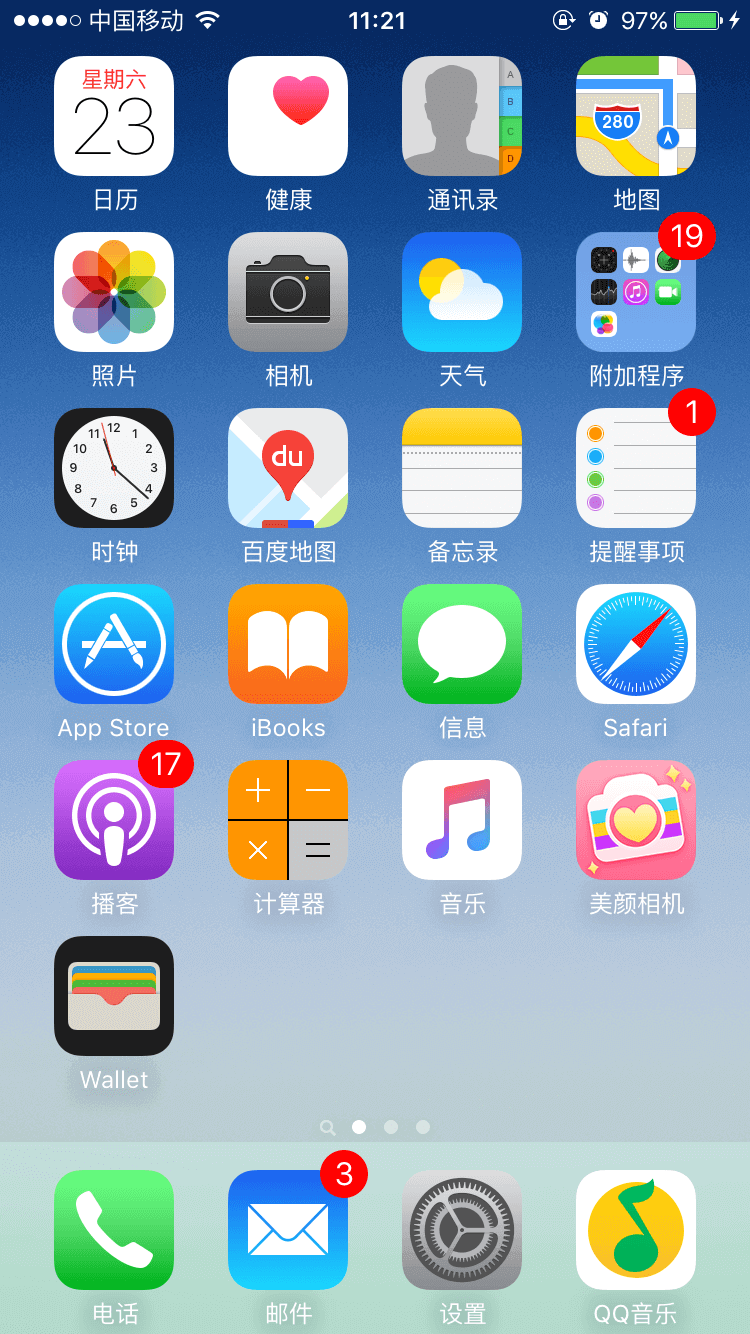 中国移动 11:21 97%
星期六
23
A
B
C
D
280
日历 健康 通讯录 地图
19
照片 相机 天气 附加程序
1
12
11 1
10 2
9 3
8 4
7 5
6
du
时钟 百度地图 备忘录 提醒事项
App Store iBooks 信息 Safari
17
播客 计算器 音乐 美颜相机
Wallet
3
电话 邮件 设置 QQ音乐